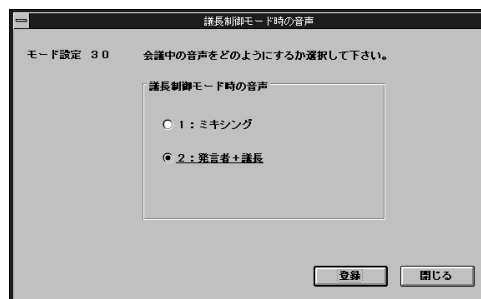 議長制御モード時の音声
モード設定 30 会議中の音声をどのようにするか選択して下さい。
議長制御モード時の音声
1:ミキシング
2:発言者+議長
登録 閉じる